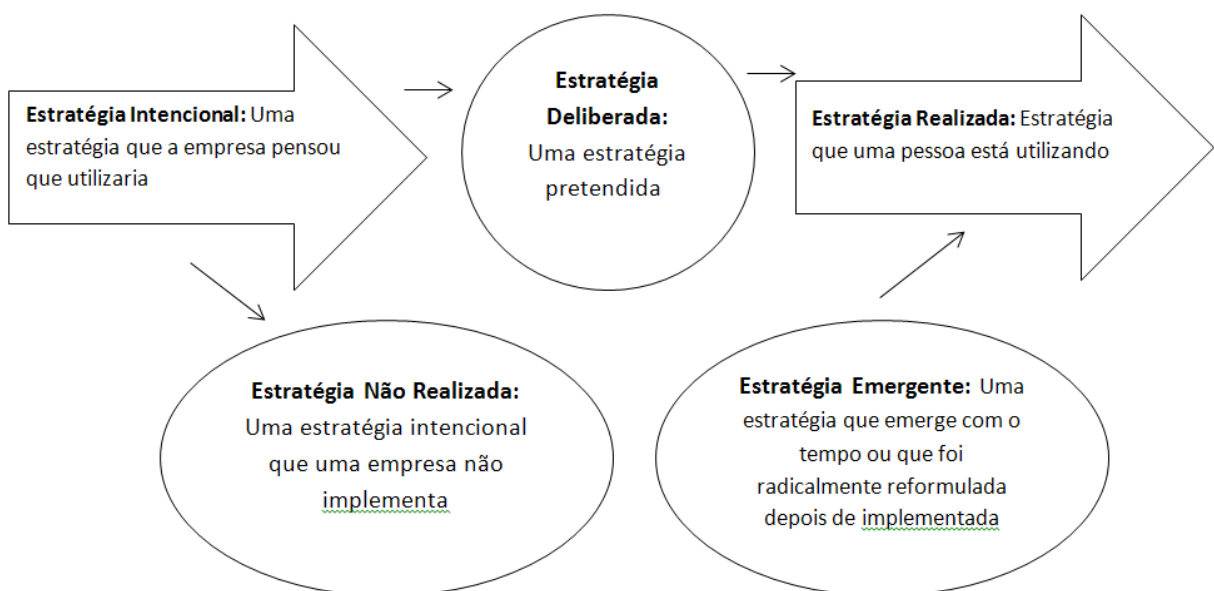 Estratégia Intencional: Uma
estratégia que a empresa pensou
que utilizaria
Estratégia
Deliberada:
Uma estratégia
pretendida
Estratégia Realizada: Estratégia
que uma pessoa está utilizando
Estratégia Não Realizada:
Uma estratégia intencional
que uma empresa não
implementa
Estratégia Emergente: Uma
estratégia que emerge com o
tempo ou que foi
radicalmente reformulada
depois de implementada